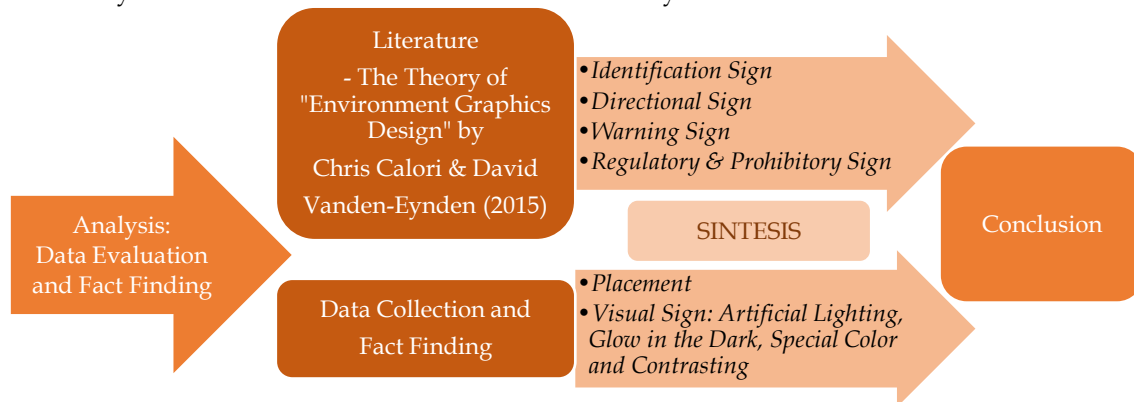 Analysis:
Data Evaluation
and Fact Finding
Literature
- The Theory of
"Environment Graphics
Design" by
Chris Calori & David
Vanden-Eynden (2015)
•Identification Sign
•Directional Sign
•Warning Sign
•Regulatory & Prohibitory Sign
SINTESIS
Data Collection and
Fact Finding
•Placement
•Visual Sign: Artificial Lighting,
Glow in the Dark, Special Color
and Contrasting
Conclusion